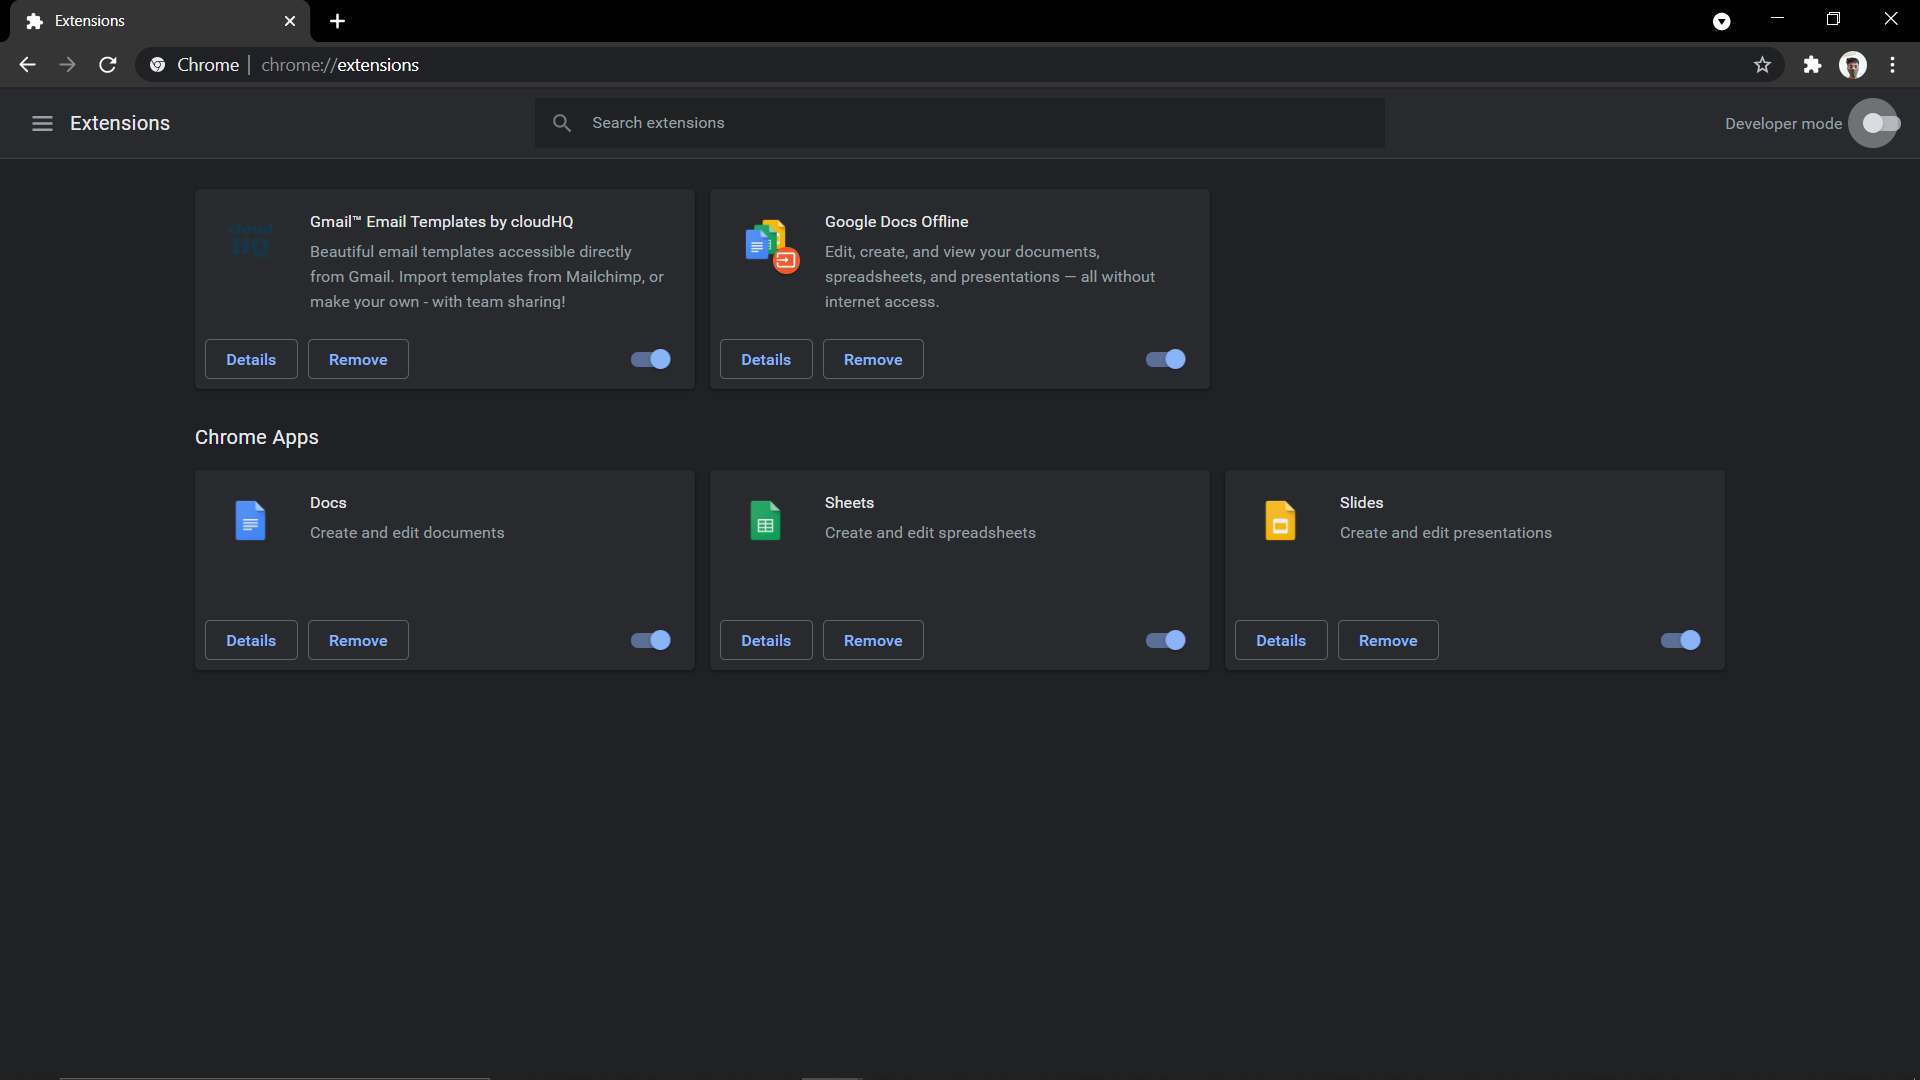 Extensions
Chrome | chrome://extensions
Extensions
Search extensions
Developer mode
cloud
HQ
Gmail™ Email Templates by cloudHQ
Beautiful email templates accessible directly
from Gmail. Import templates from Mailchimp, or
make your own - with team sharing!
Details
Remove
Google Docs Offline
Edit, create, and view your documents,
spreadsheets, and presentations — all without
internet access.
Details
Remove
Chrome Apps
Docs
Create and edit documents
Details
Remove
Sheets
Create and edit spreadsheets
Details
Remove
Slides
Create and edit presentations
Details
Remove